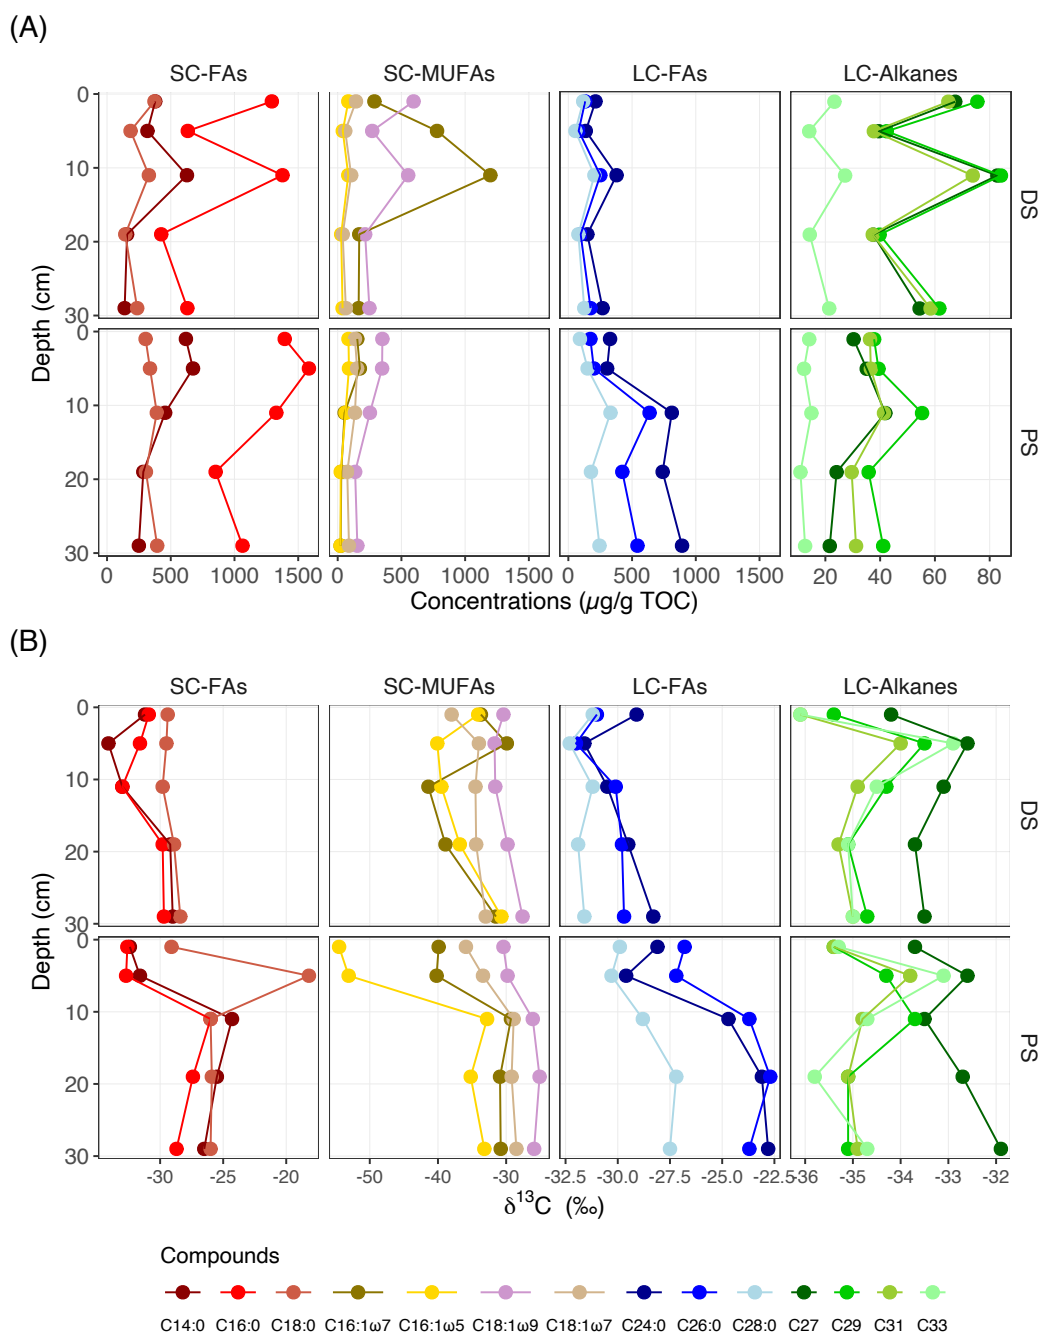 (A)
SC-FAs SC-MUFAs LC-FAs LC-Alkanes
0
10
20
30
DS
0
10
20
30
PS
Depth (cm)
0 500 1000 1500 0 500 1000 1500 0 500 1000 1500 20 40 60 80
Concentrations (µg/g TOC)
(B)
SC-FAs SC-MUFAs LC-FAs LC-Alkanes
0
10
20
30
DS
0
10
20
30
PS
Depth (cm)
-30 -25 -20 -50 -40 -30 -32.5 -30.0 -27.5 -25.0 -22.5 -36 -35 -34 -33 -32
δ¹³C (‰)
Compounds
C14:0 C16:0 C18:0 C16:1ω7 C16:1ω5 C18:1ω9 C18:1ω7 C24:0 C26:0 C28:0 C27 C29 C31 C33